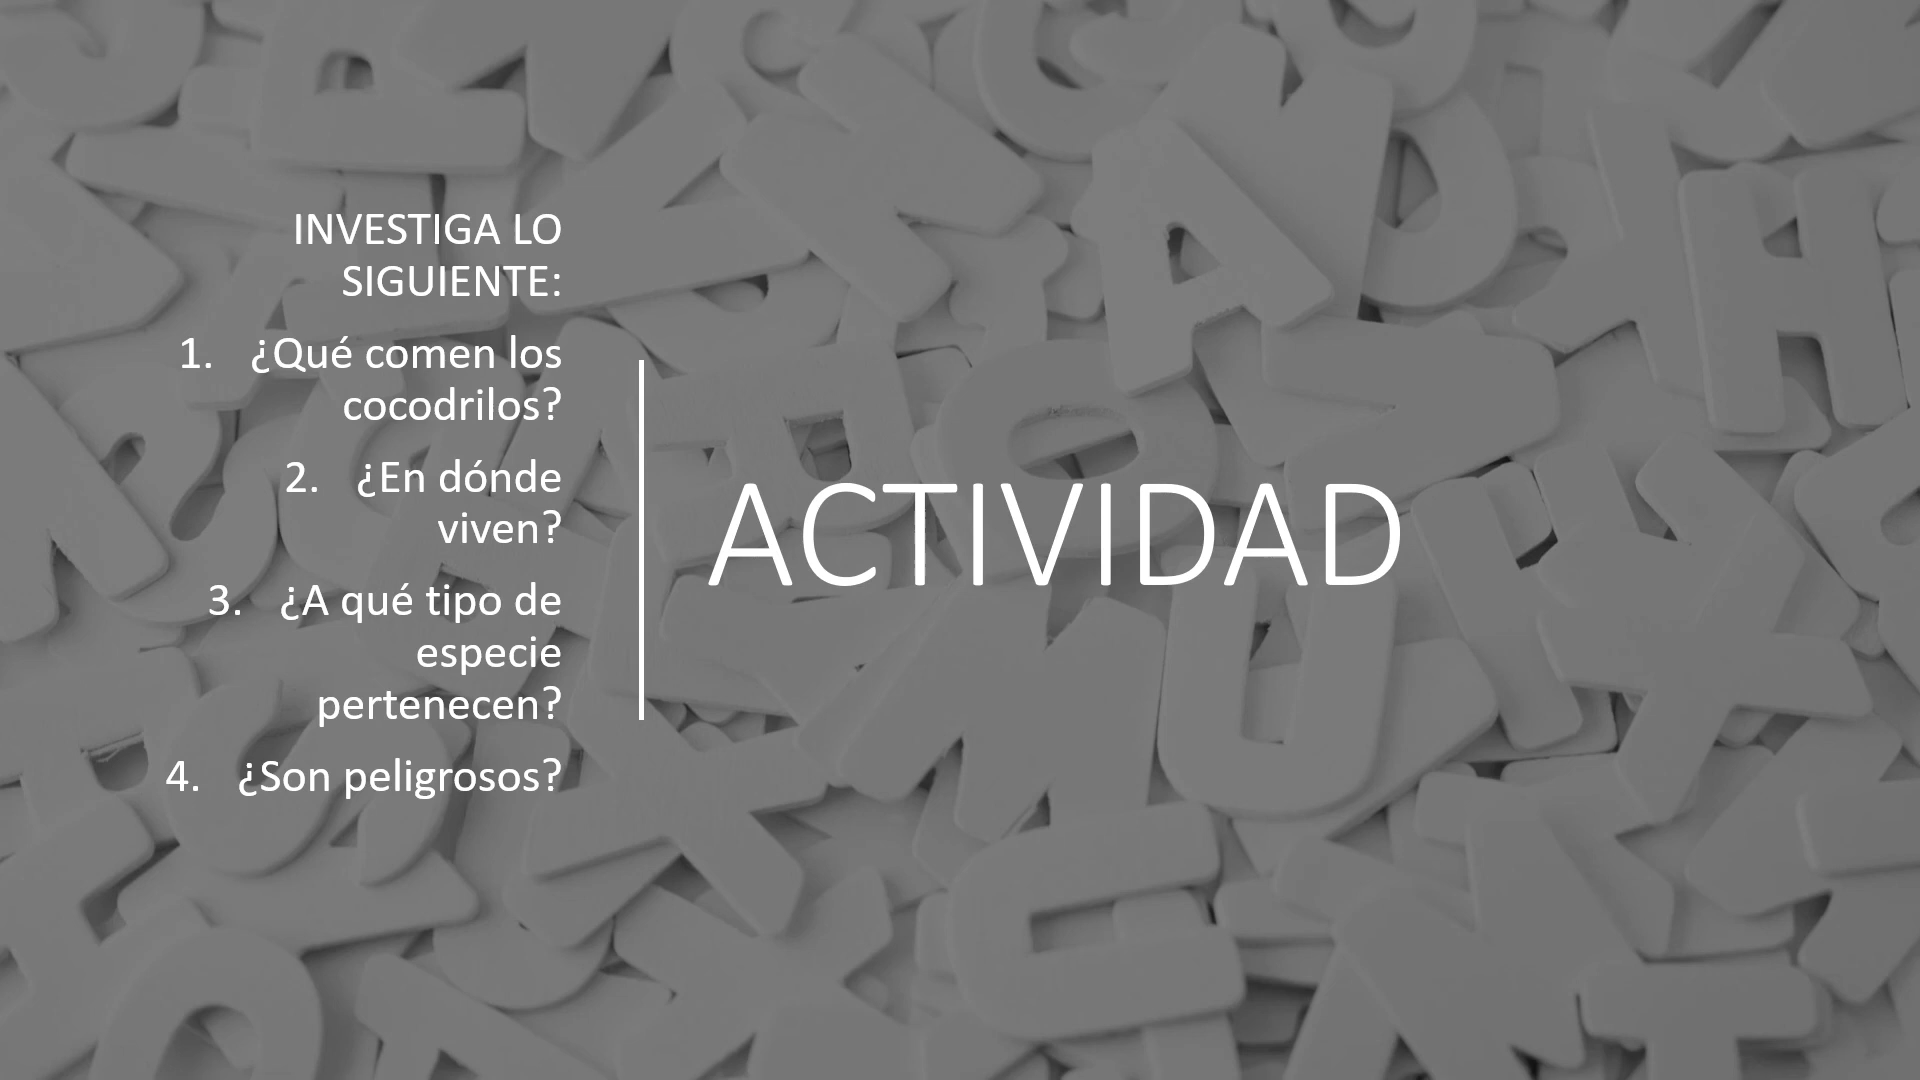 INVESTIGA LO
SIGUIENTE:
1. ¿Qué comen los
cocodrilos?
2. ¿En dónde
viven?
3. ¿A qué tipo de
especie
pertenecen?
4. ¿Son peligrosos?
ACTIVIDAD